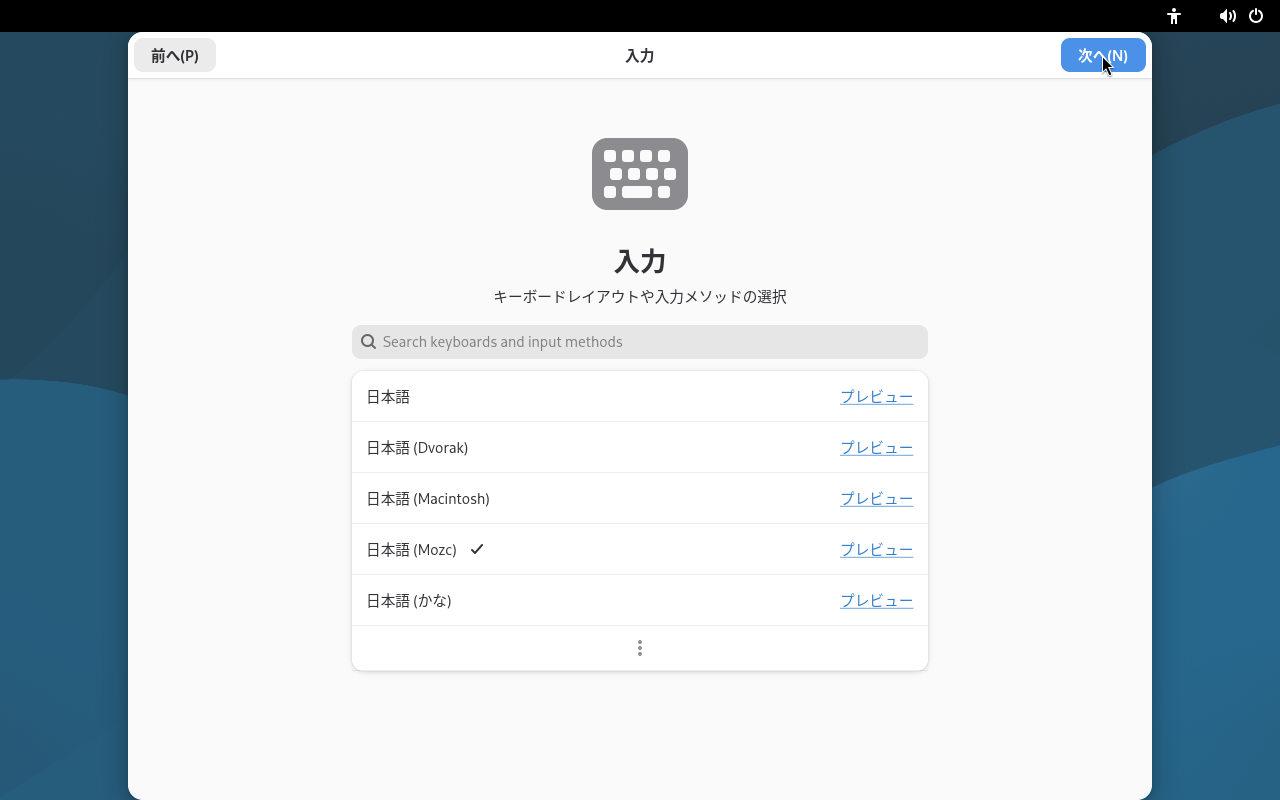 前へ(P)
入力
次へ(N)
入力
キーボードレイアウトや入力メソッドの選択
Search keyboards and input methods
日本語 プレビュー
日本語 (Dvorak) プレビュー
日本語 (Macintosh) プレビュー
日本語 (Mozc) プレビュー
日本語 (かな) プレビュー